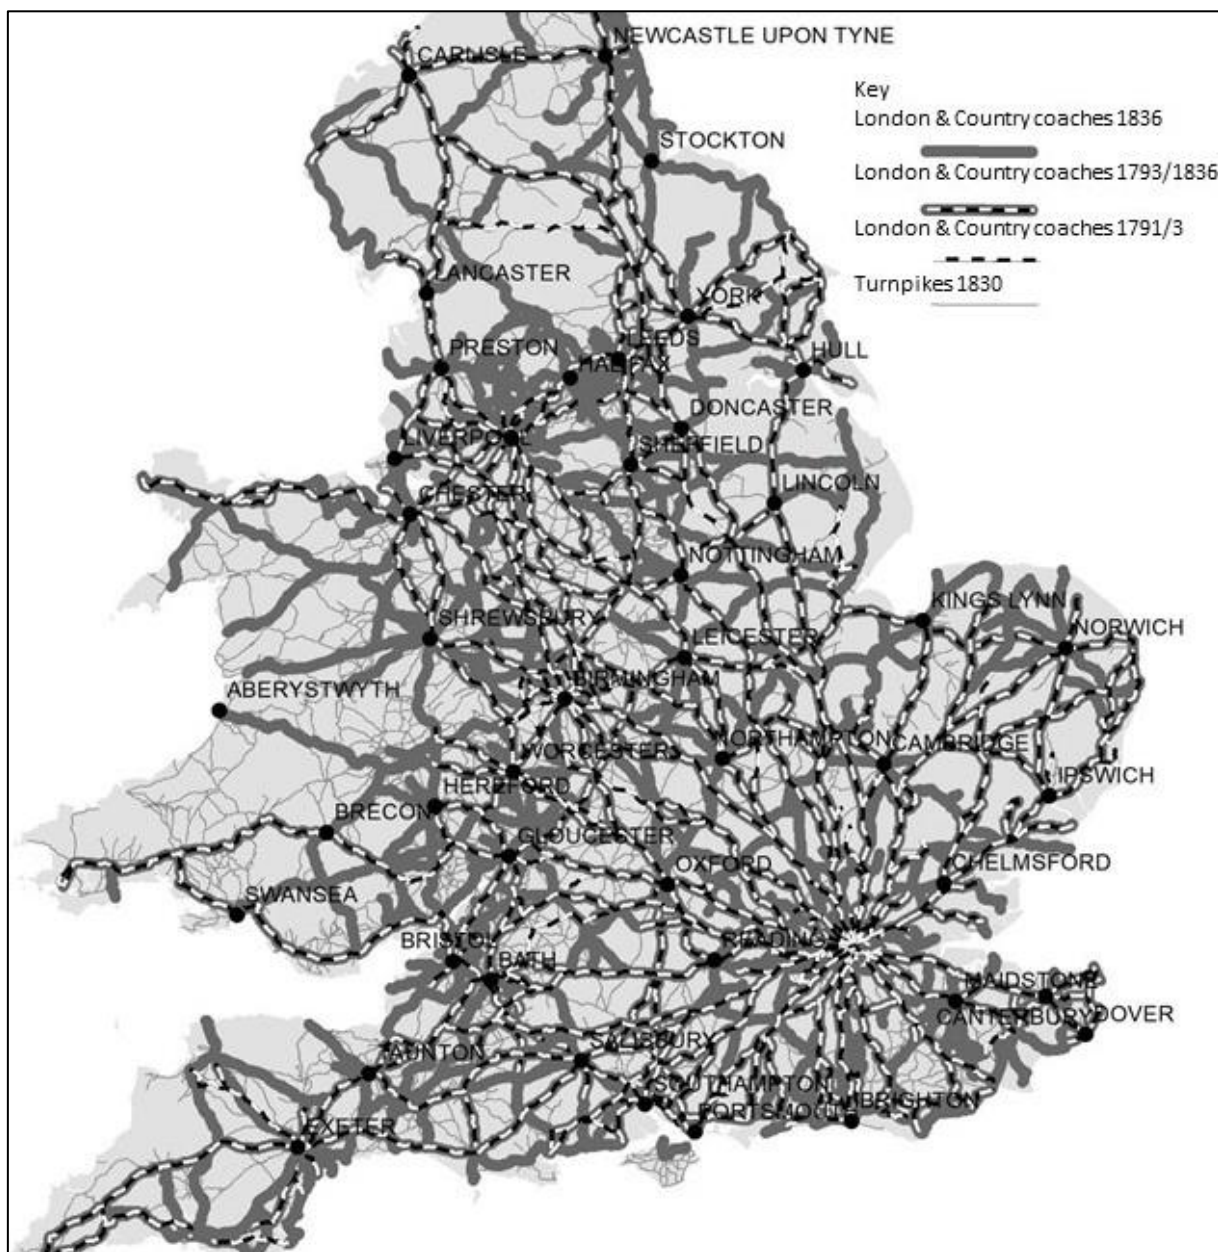 NEWCASTLE UPON TYNE
CARLISLE
Key
London & Country coaches 1836
STOCKTON
London & Country coaches 1793/1836
London & Country coaches 1791/3
LANCASTER
Turnpikes 1830
YORK
LEEDS
PRESTON
HULL
HALIFAX
DONCASTER
LIVERPOOL
SHEFFIELD
CHESTER
LINCOLN
NOTTINGHAM
KINGS LYNN
SHREWSBURY
LEICESTER
NORWICH
BIRMINGHAM
ABERYSTWYTH
NORTHAMPTON
CAMBRIDGE
WORCESTER
IPSWICH
HEREFORD
BRECON
GLOUCESTER
OXFORD
CHELMSFORD
SWANSEA
BRISTOL
READING
BATH
MAIDSTONE
CANTERBURY
DOVER
SALISBURY
AUNTON
SOUTHAMPTON
PORTSMOUTH
BRIGHTON
EXETER